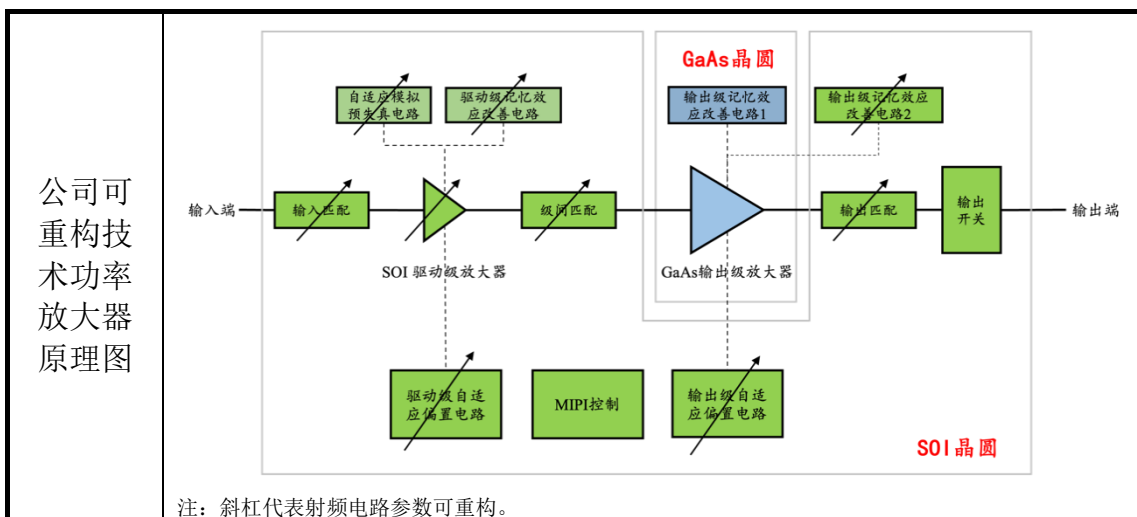 公司可
重构技
术功率
放大器
原理图
GaAs晶圆
自适应模拟
预失真电路
驱动级记忆效
应改善电路
输出级记忆效
应改善电路1
输出级记忆效应
改善电路2
输入端
输入匹配
级间匹配
输出匹配
输出
开关
输出端
SOI 驱动级放大器
GaAs输出级放大器
驱动级自适
应偏置电路
MIPI控制
输出级自适
应偏置电路
SOI晶圆
注：斜杠代表射频电路参数可重构。